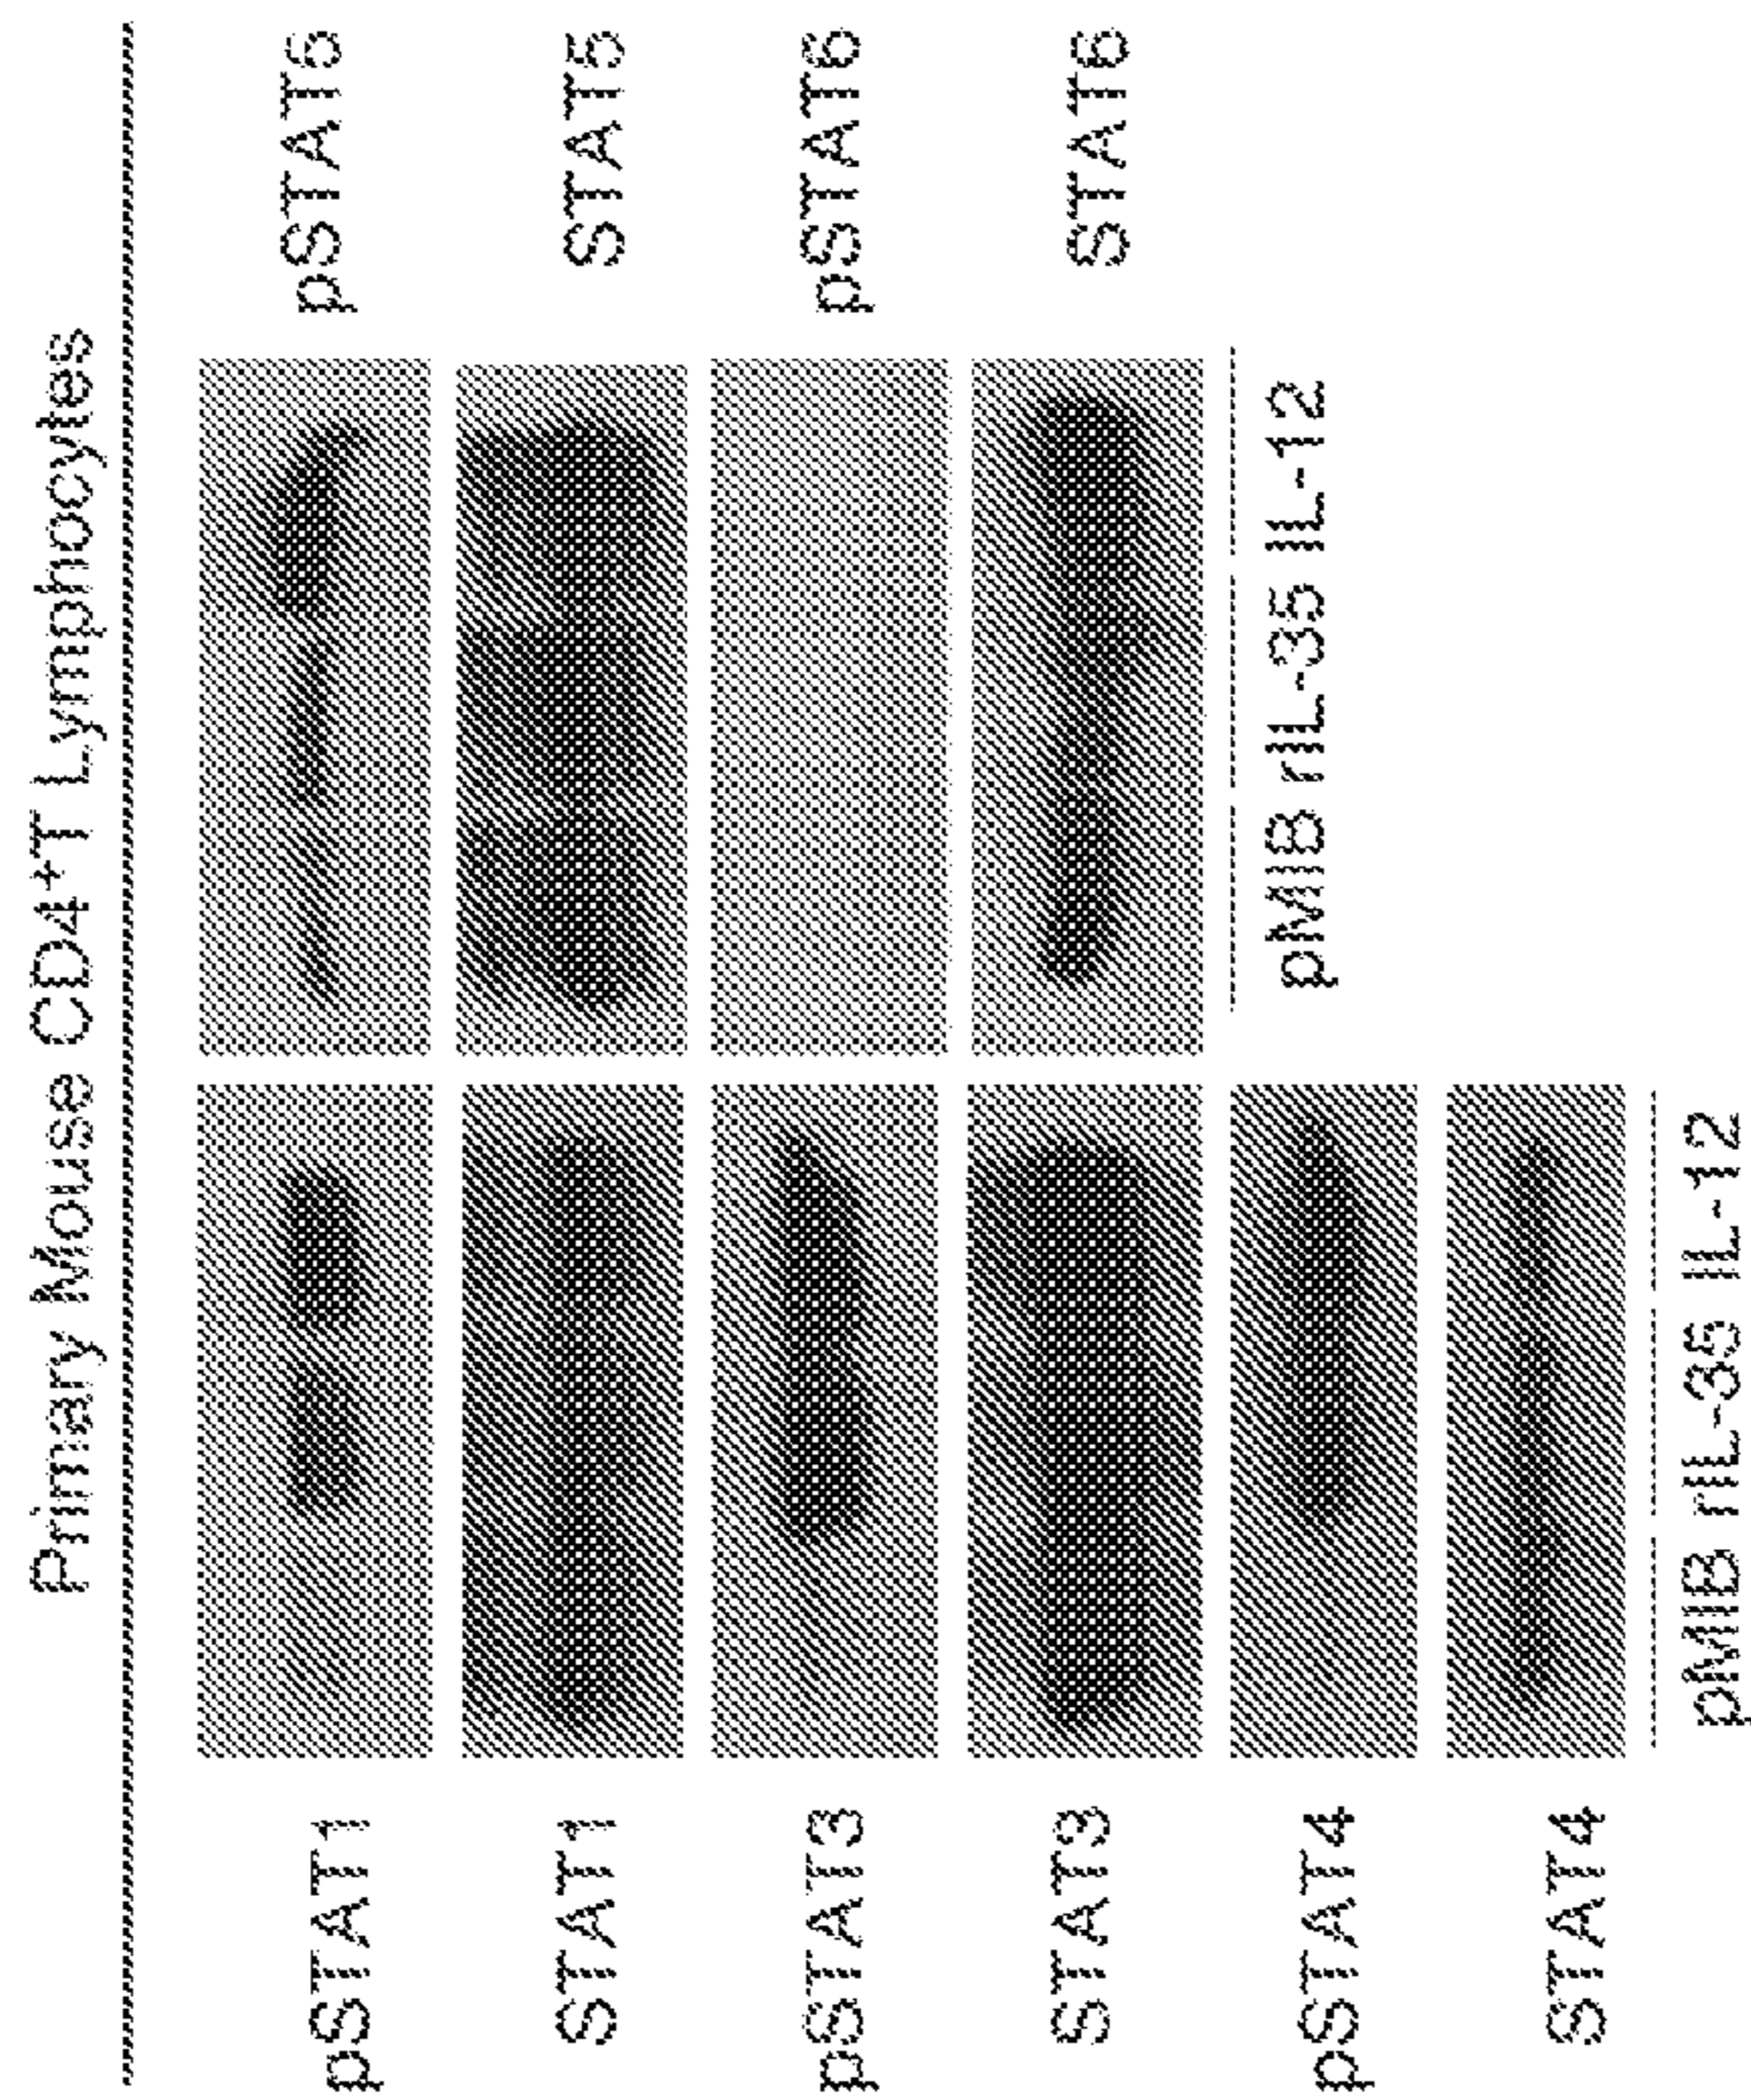 Primary Mouse CD4⁺T Lymphocytes
pSTAT1
STAT1
pSTAT3
STAT3
pSTAT4
STAT4
pMIB rIL-35 IL-12
pSTAT5
STAT5
pSTAT6
STAT6
pMIB rIL-35 IL-12